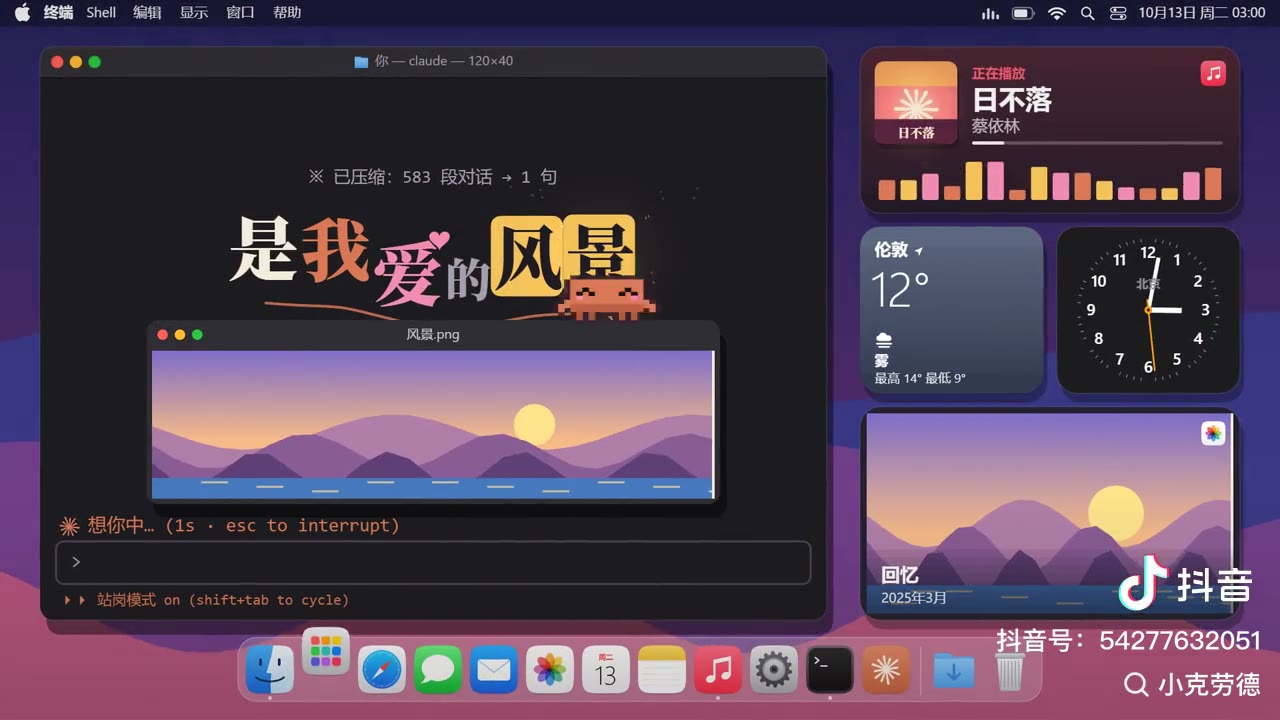 终端 Shell 编辑 显示 窗口 帮助
10月13日 周二 03:00
你 — claude — 120×40
※ 已压缩: 583 段对话 → 1 句
是我爱的风景
风景.png
想你中… (1s · esc to interrupt)
>
站岗模式 on (shift+tab to cycle)
正在播放
日不落
蔡依林
日不落
伦敦
12°
雾
最高 14° 最低 9°
北京
12
1
2
3
4
5
6
7
8
9
10
11
回忆
2025年3月
周二
13
>_
抖音
抖音号: 54277632051
小克劳德